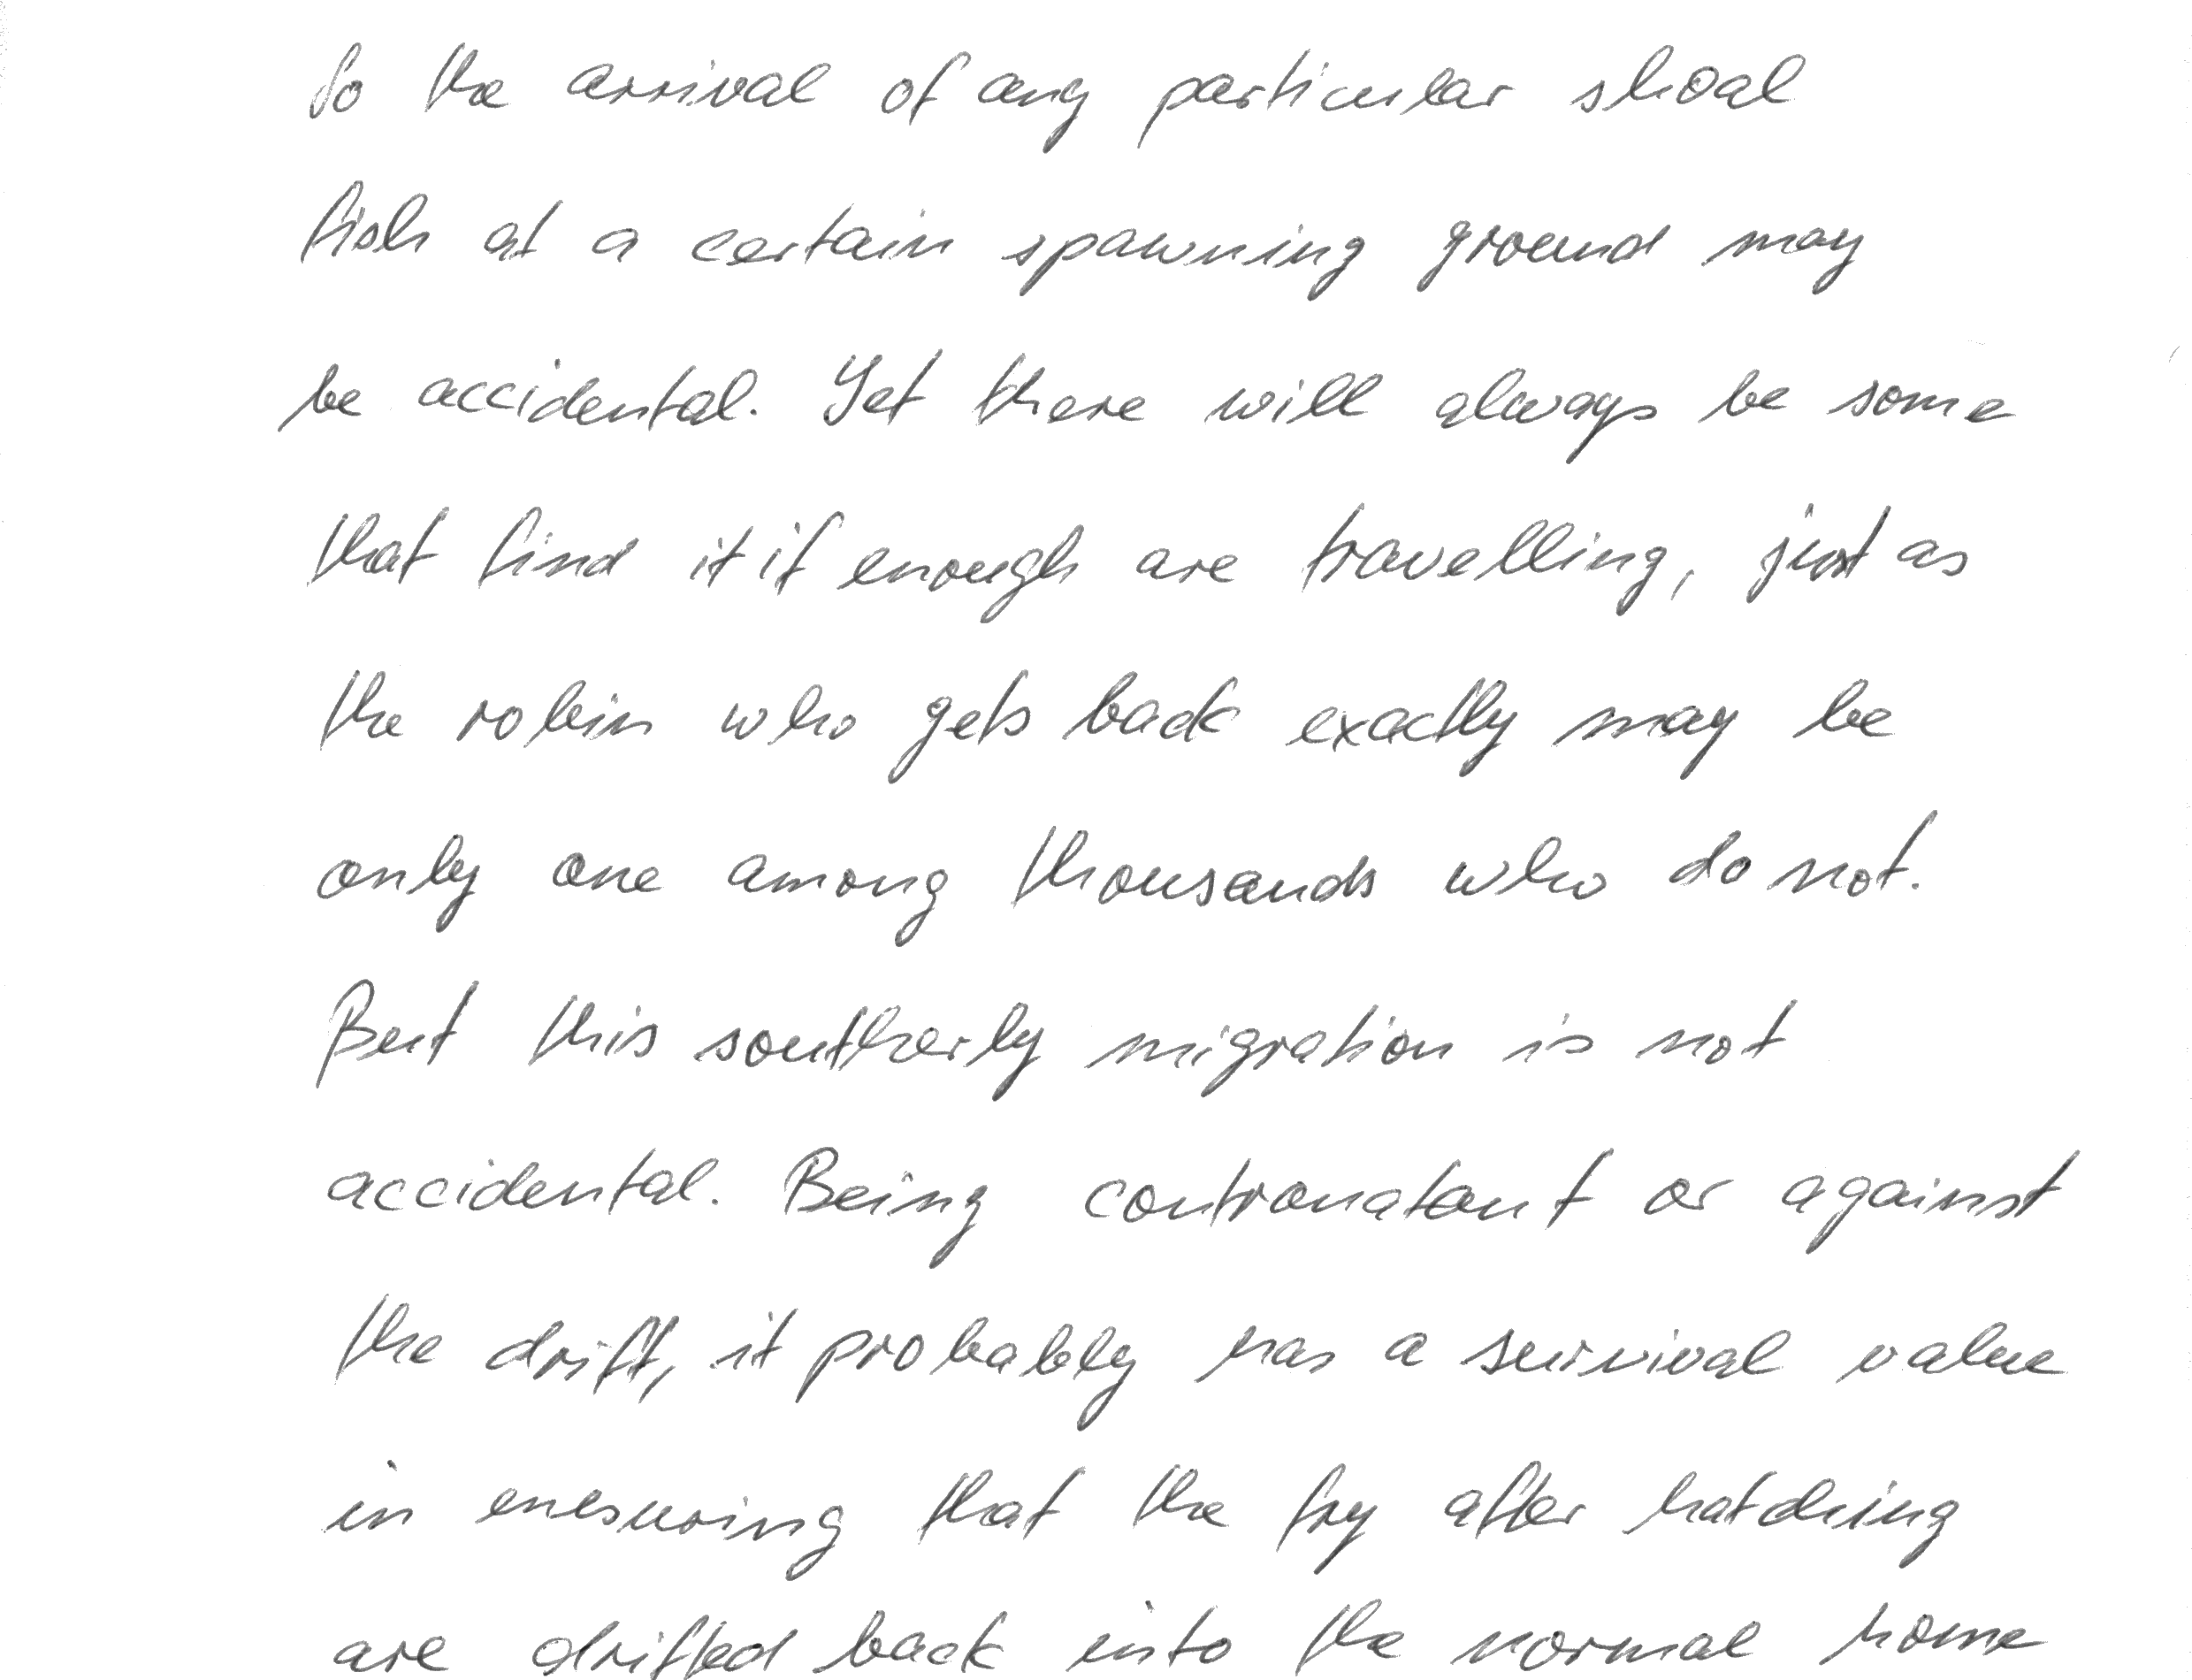 So the arrival of any particular shoal
fish at a certain spawning ground may
be accidental. Yet there will always be some
that find it if enough are travelling, just as
the robin who gets back exactly may be
only one among thousands who do not.
But this southerly migration is not
accidental. Being contranatant or against
the drift, it probably has a survival value
in enesuring that the fry after hatching
are drifted back into the normal home